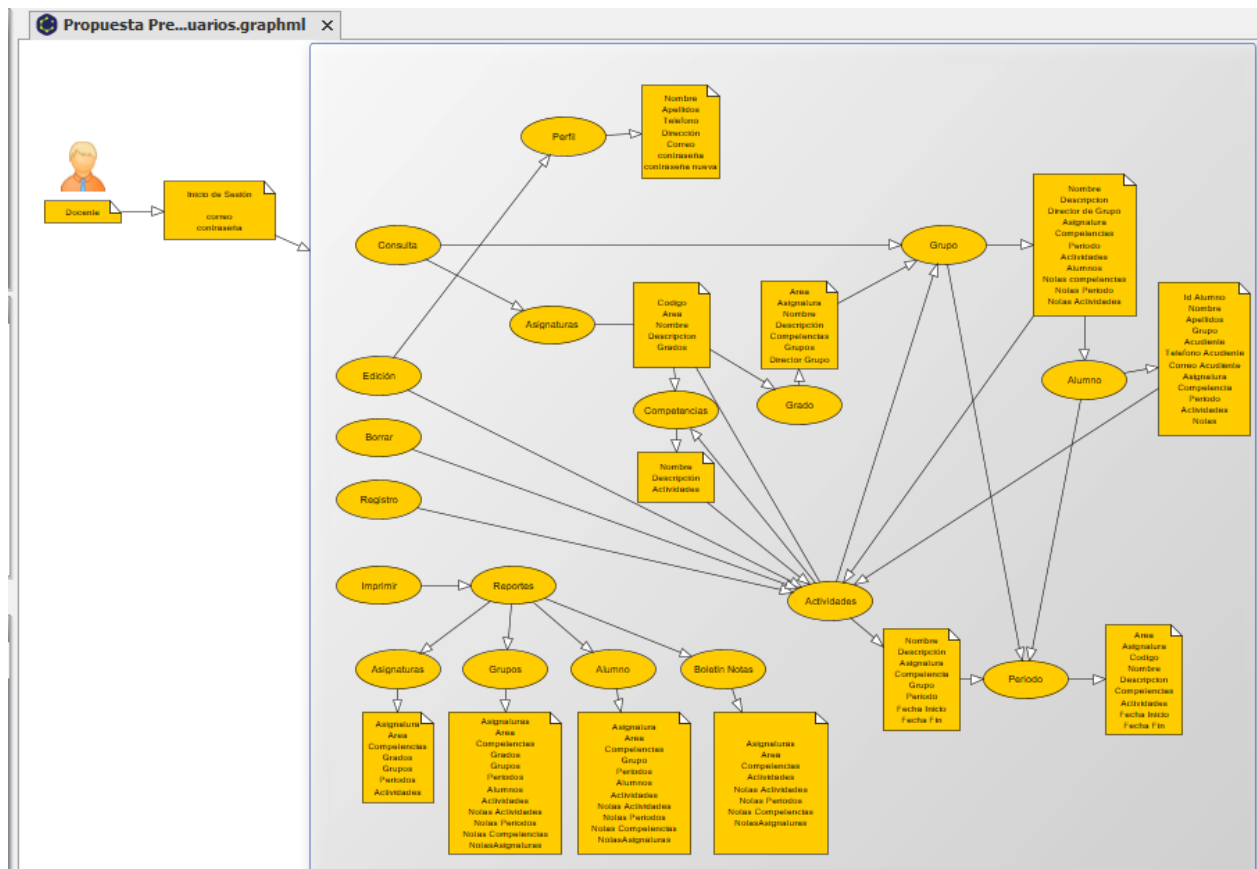 Propuesta Pre...uarios.graphml
Docente
Inicio de Sesión
correo
contraseña
Perfil
Nombre
Apellidos
Telefono
Dirección
Correo
contraseña
contraseña nueva
Consulta
Grupo
Nombre
Descripcion
Director de Grupo
Asignatura
Competencias
Periodo
Actividades
Alumnos
Notas competencias
Notas Periodo
Notas Actividades
Asignaturas
Codigo
Area
Nombre
Descripcion
Grados
Area
Asignatura
Nombre
Descripción
Competencias
Grupos
Director Grupo
Id Alumno
Nombre
Apellidos
Grupo
Acudiente
Telefono Acudiente
Correo Acudiente
Asignatura
Competencia
Periodo
Actividades
Notas
Edición
Competencias
Grado
Alumno
Borrar
Nombre
Descripción
Actividades
Registro
Imprimir
Reportes
Actividades
Asignaturas
Grupos
Alumno
Boletín Notas
Nombre
Descripción
Asignatura
Competencia
Grupo
Periodo
Fecha Inicio
Fecha Fin
Periodo
Area
Asignatura
Codigo
Nombre
Descripcion
Competencias
Actividades
Fecha Inicio
Fecha Fin
Asignatura
Area
Competencias
Grados
Grupos
Periodos
Actividades
Asignaturas
Area
Competencias
Grados
Grupos
Periodos
Alumnos
Actividades
Notas Actividades
Notas Periodos
Notas Competencias
NotasAsignaturas
Asignatura
Area
Competencias
Grupo
Periodos
Alumnos
Actividades
Notas Actividades
Notas Periodos
Notas Competencias
NotasAsignaturas
Asignaturas
Area
Competencias
Actividades
Notas Actividades
Notas Periodos
Notas Competencias
NotasAsignaturas